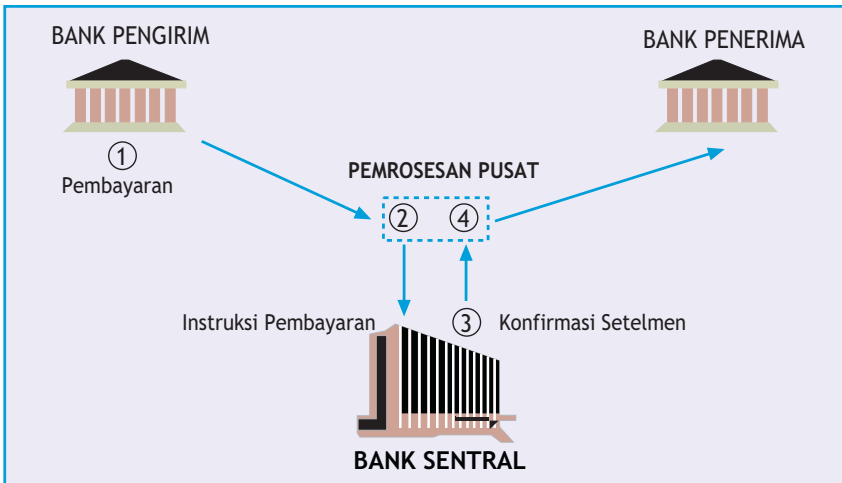 BANK PENGIRIM
BANK PENERIMA
①
Pembayaran
PEMROSESAN PUSAT
② ④
Instruksi Pembayaran ③ Konfirmasi Setelmen
BANK SENTRAL